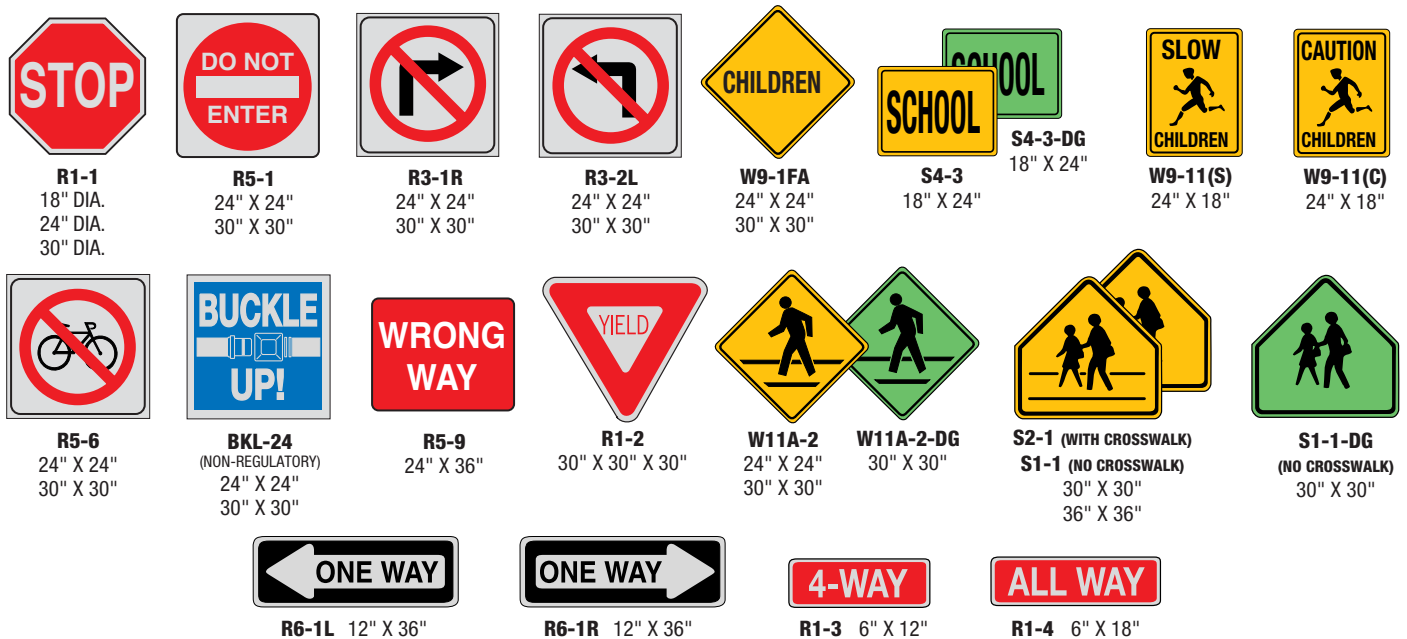 STOP
R1-1
18" DIA.
24" DIA.
30" DIA.
DO NOT
ENTER
R5-1
24" X 24"
30" X 30"
R3-1R
24" X 24"
30" X 30"
R3-2L
24" X 24"
30" X 30"
CHILDREN
W9-1FA
24" X 24"
30" X 30"
SCHOOL
S4-3
18" X 24"
SCHOOL
S4-3-DG
18" X 24"
SLOW
CHILDREN
W9-11(S)
24" X 18"
CAUTION
CHILDREN
W9-11(C)
24" X 18"
R5-6
24" X 24"
30" X 30"
BUCKLE
UP!
BKL-24
(NON-REGULATORY)
24" X 24"
30" X 30"
WRONG
WAY
R5-9
24" X 36"
YIELD
R1-2
30" X 30" X 30"
W11A-2
24" X 24"
30" X 30"
W11A-2-DG
30" X 30"
S2-1 (WITH CROSSWALK)
S1-1 (NO CROSSWALK)
30" X 30"
36" X 36"
S1-1-DG
(NO CROSSWALK)
30" X 30"
ONE WAY
R6-1L 12" X 36"
ONE WAY
R6-1R 12" X 36"
4-WAY
R1-3 6" X 12"
ALL WAY
R1-4 6" X 18"